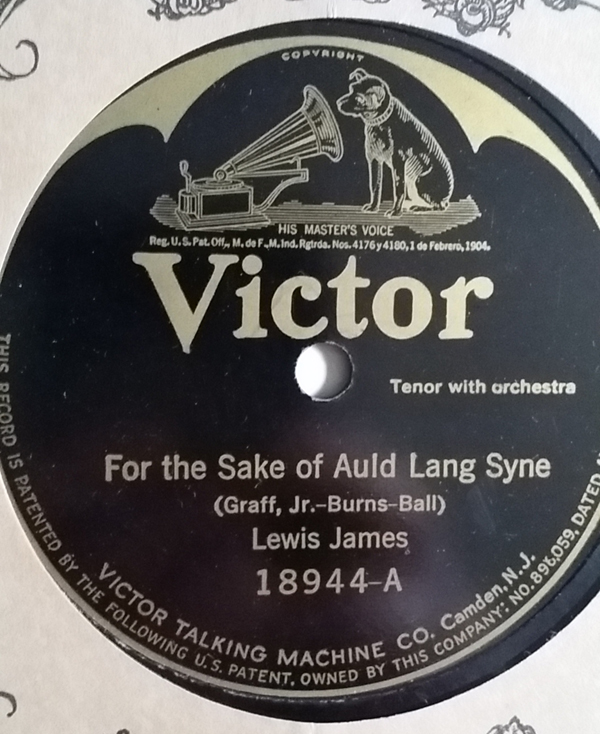 COPYRIGHT
HIS MASTER'S VOICE
Reg. U.S. Pat. Off., M. de F., M. Ind. Rgtrda. Nos. 4176 y 4180, 1 de Febrero, 1904.
Victor
Tenor with orchestra
For the Sake of Auld Lang Syne
(Graff, Jr.-Burns-Ball)
Lewis James
18944-A
VICTOR TALKING MACHINE CO. Camden, N.J.
THIS RECORD IS PATENTED BY THE FOLLOWING U.S. PATENT, OWNED BY THIS COMPANY: NO. 896,059, DATED